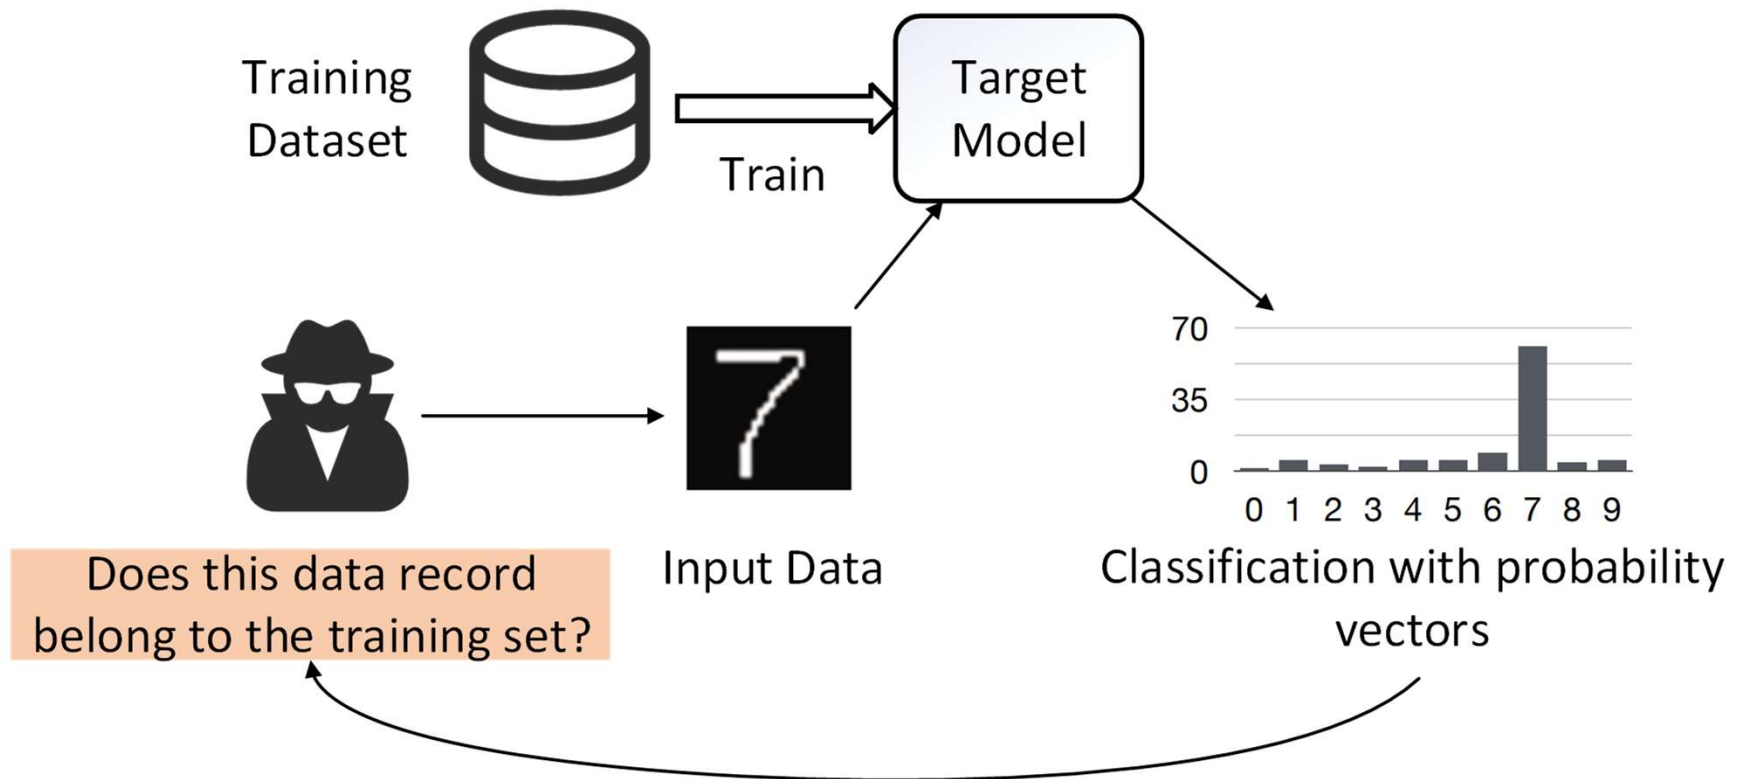 Training
Dataset
Train
Target
Model
7
70
35
0
0 1 2 3 4 5 6 7 8 9
Does this data record
belong to the training set?
Input Data
Classification with probability
vectors